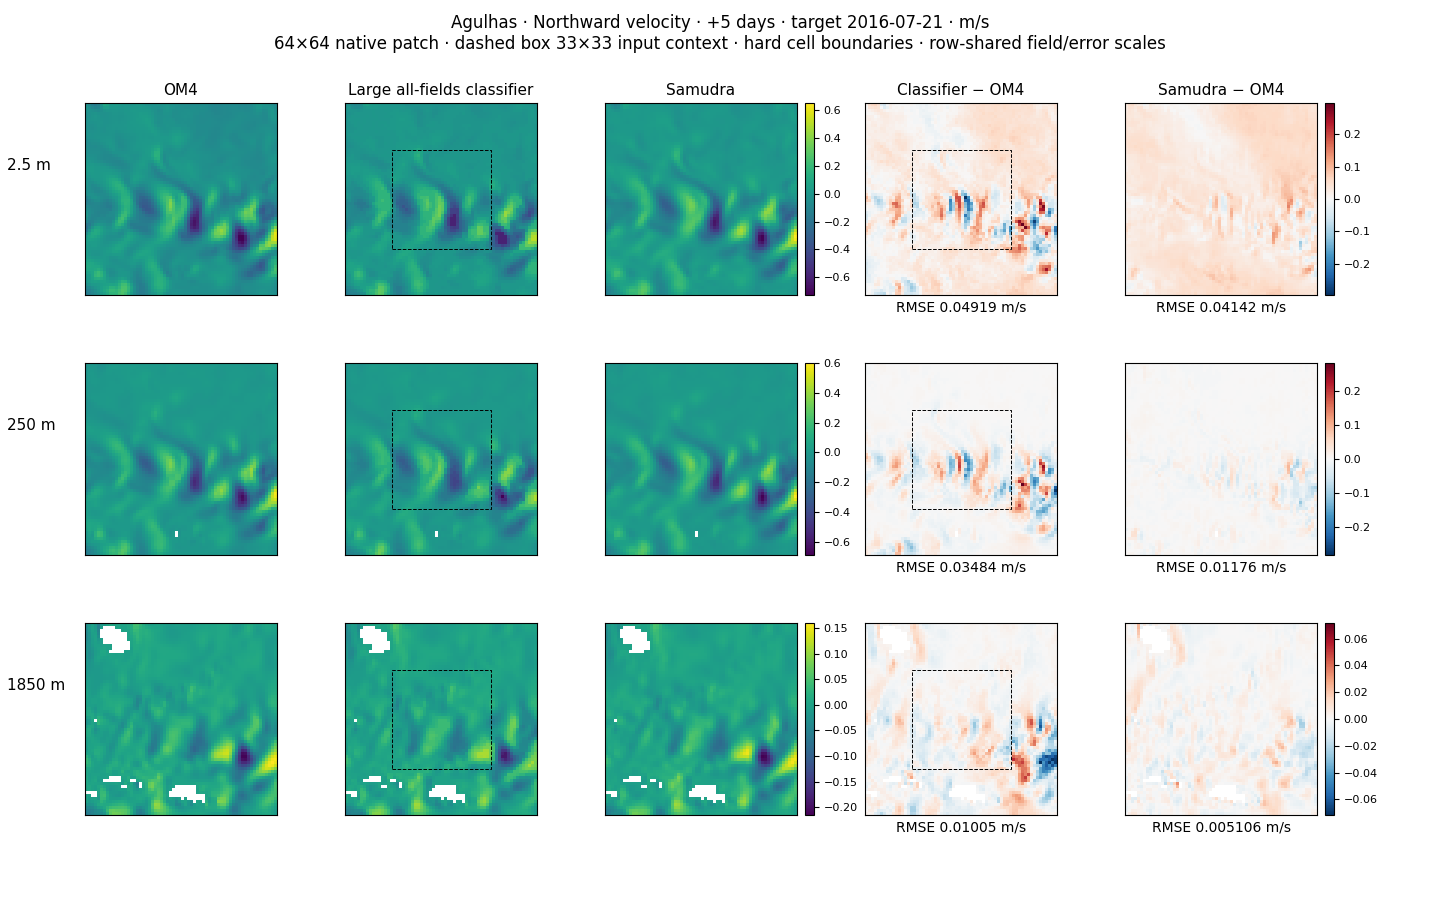 Agulhas · Northward velocity · +5 days · target 2016-07-21 · m/s
64×64 native patch · dashed box 33×33 input context · hard cell boundaries · row-shared field/error scales
OM4
Large all-fields classifier
Samudra
Classifier − OM4
Samudra − OM4
2.5 m
0.6
0.4
0.2
0.0
−0.2
−0.4
−0.6
0.2
0.1
0.0
−0.1
−0.2
RMSE 0.04919 m/s
RMSE 0.04142 m/s
250 m
0.6
0.4
0.2
0.0
−0.2
−0.4
−0.6
0.2
0.1
0.0
−0.1
−0.2
RMSE 0.03484 m/s
RMSE 0.01176 m/s
1850 m
0.15
0.10
0.05
0.00
−0.05
−0.10
−0.15
−0.20
0.06
0.04
0.02
0.00
−0.02
−0.04
−0.06
RMSE 0.01005 m/s
RMSE 0.005106 m/s